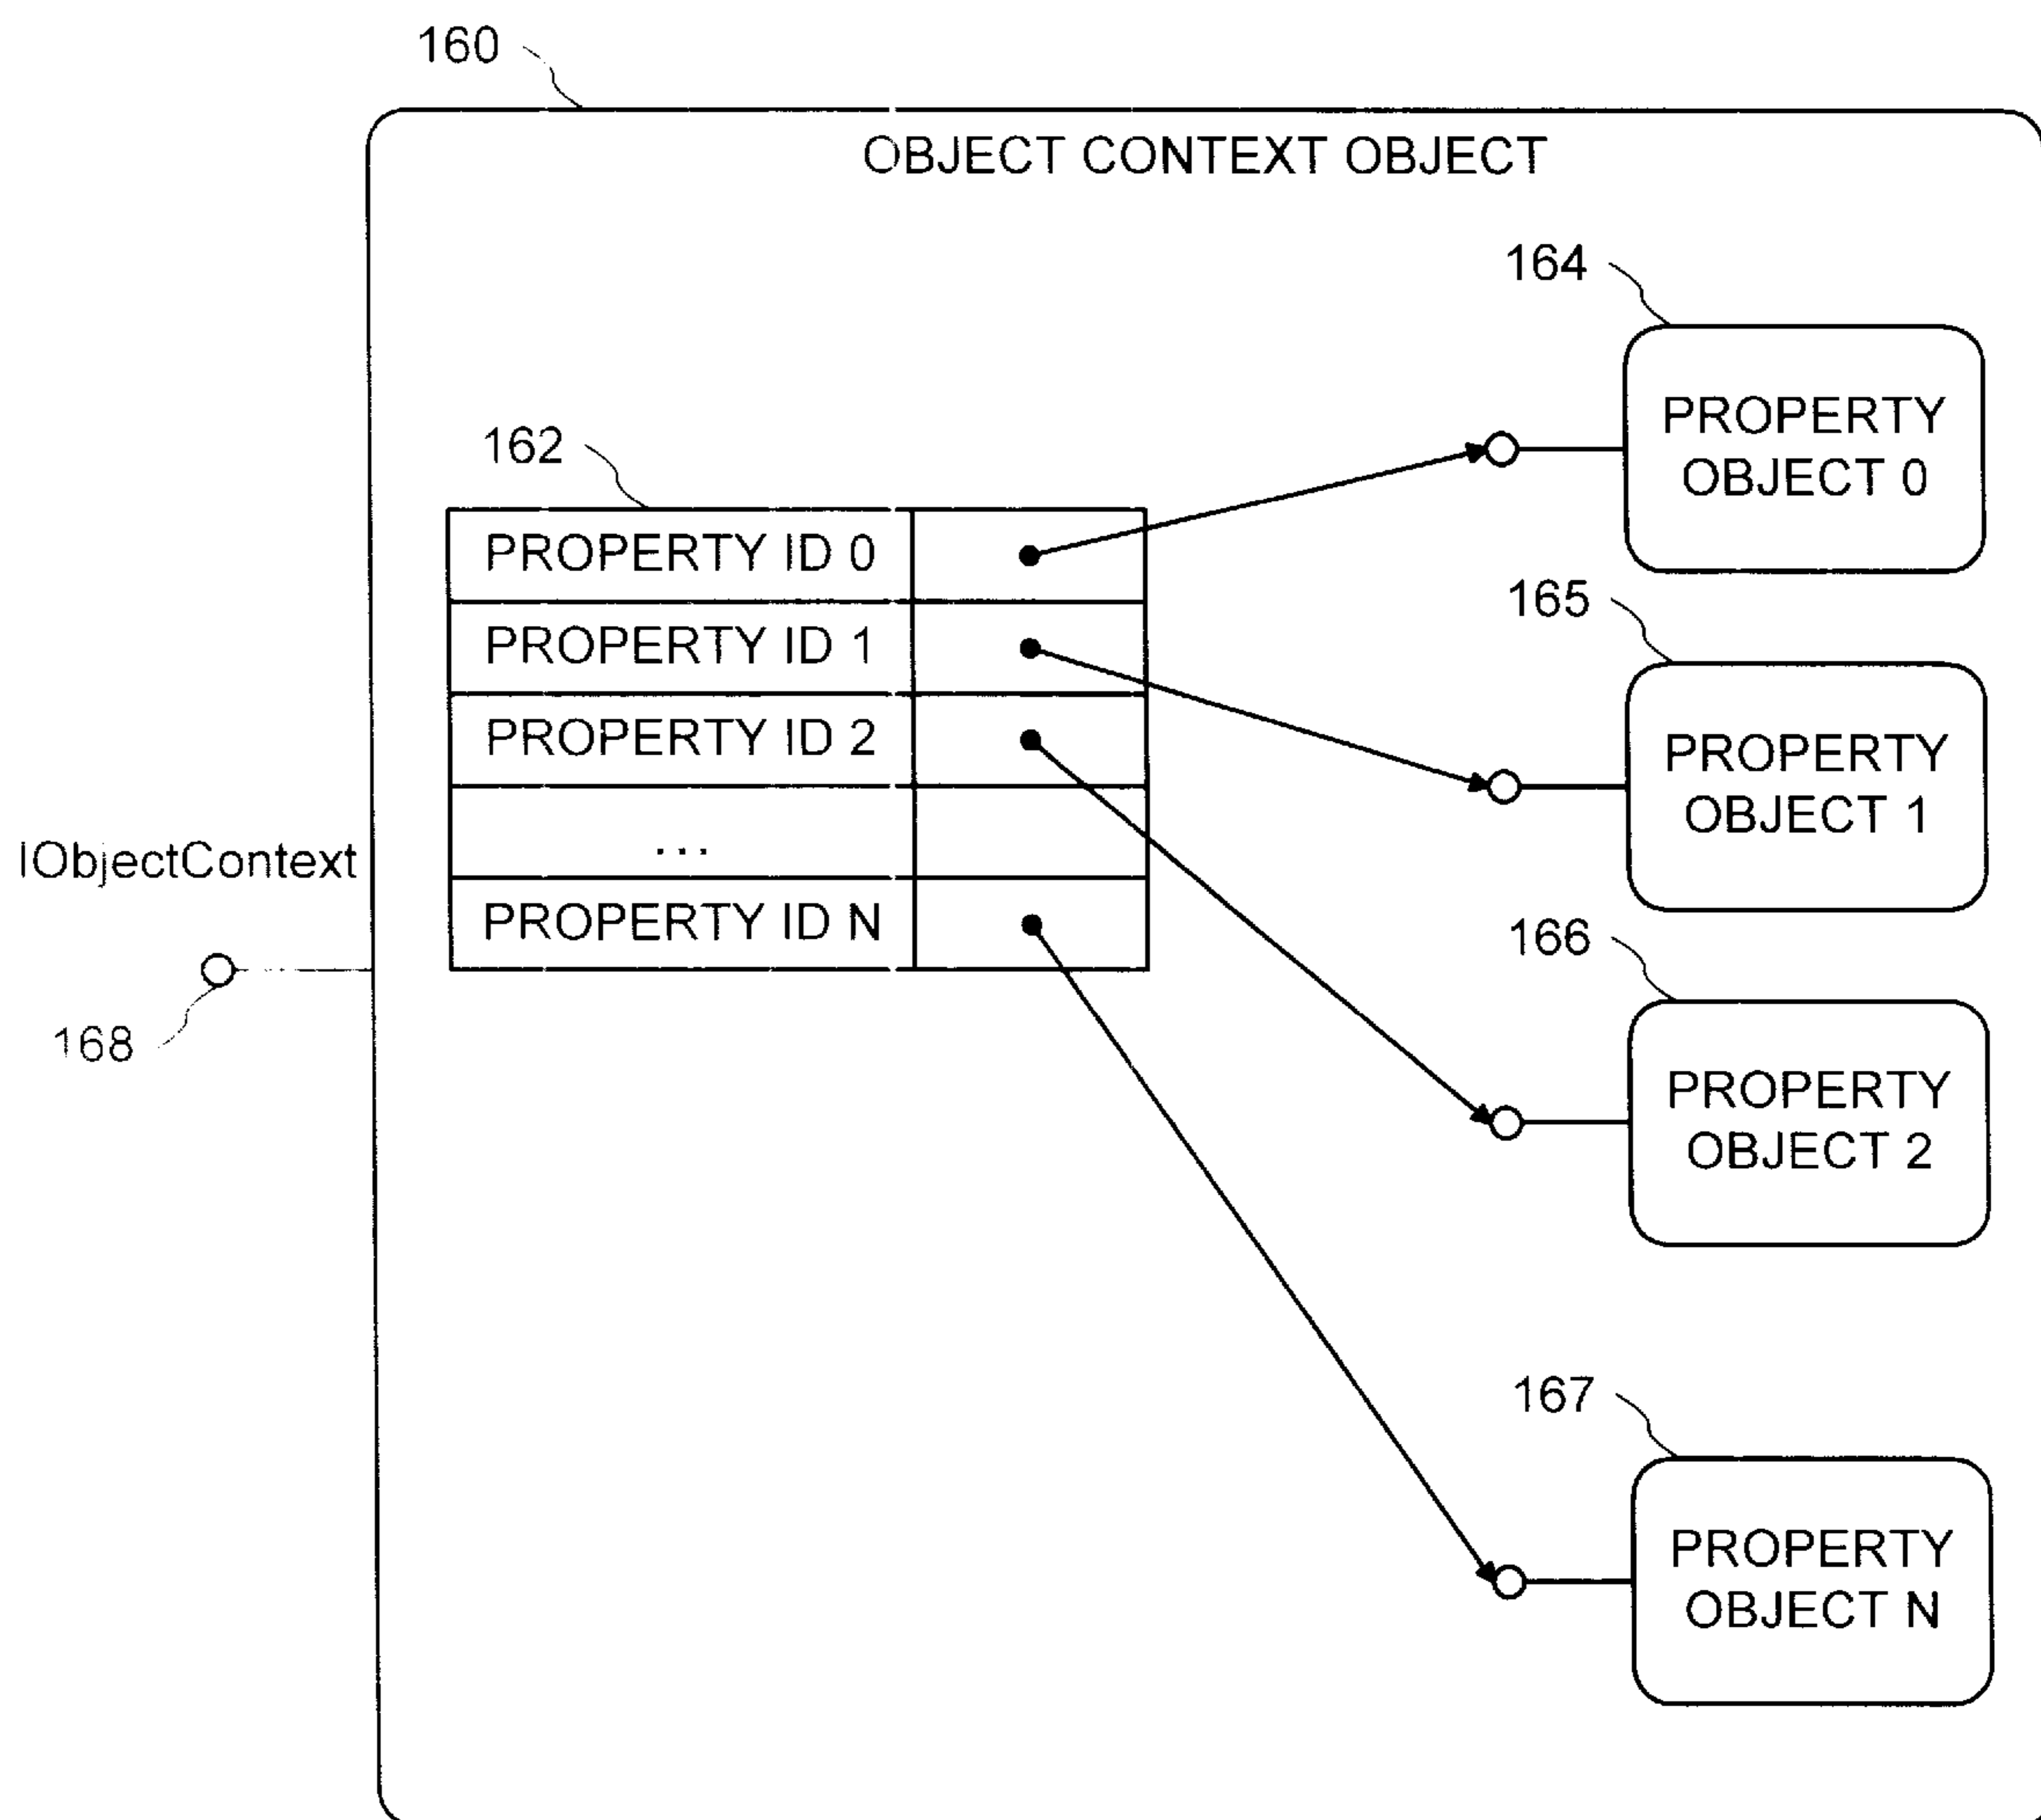 160
OBJECT CONTEXT OBJECT
164
PROPERTY
OBJECT 0
162
PROPERTY ID 0
PROPERTY ID 1
PROPERTY ID 2
...
PROPERTY ID N
165
PROPERTY
OBJECT 1
IObjectContext
168
166
PROPERTY
OBJECT 2
167
PROPERTY
OBJECT N